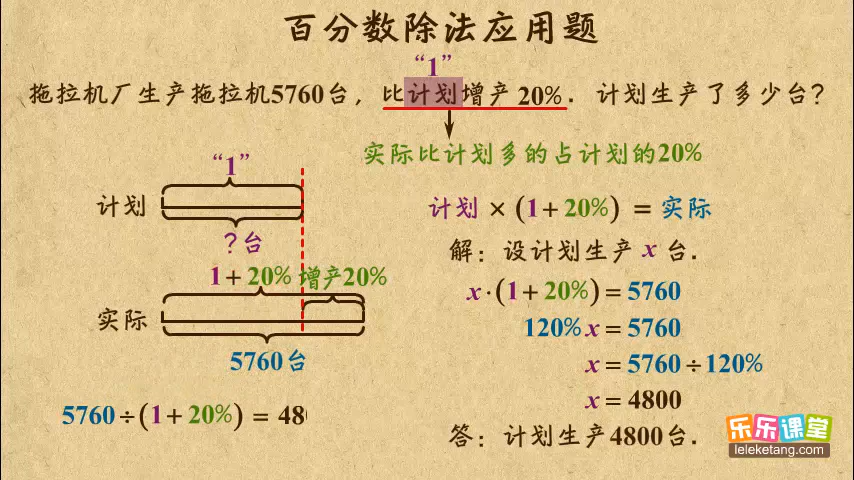 百分数除法应用题
“1”
拖拉机厂生产拖拉机5760台，比计划增产 20%. 计划生产了多少台?
实际比计划多的占计划的20%
“1”
计划
?台
1+20% 增产20%
实际
5760台
5760÷(1+20%) = 48
计划 ×(1+20%) = 实际
解: 设计划生产 x 台.
x·(1+20%) = 5760
120% x = 5760
x = 5760÷120%
x = 4800
答: 计划生产4800台.
乐乐课堂
leleketang.com